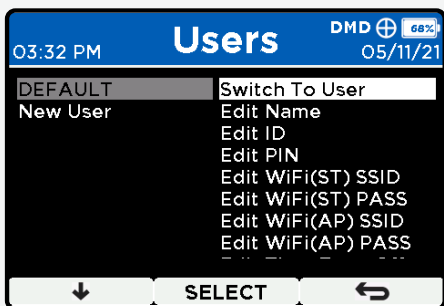 03:32 PM
Users
DMD 68%
05/11/21
DEFAULT
New User
Switch To User
Edit Name
Edit ID
Edit PIN
Edit WiFi(ST) SSID
Edit WiFi(ST) PASS
Edit WiFi(AP) SSID
Edit WiFi(AP) PASS
SELECT